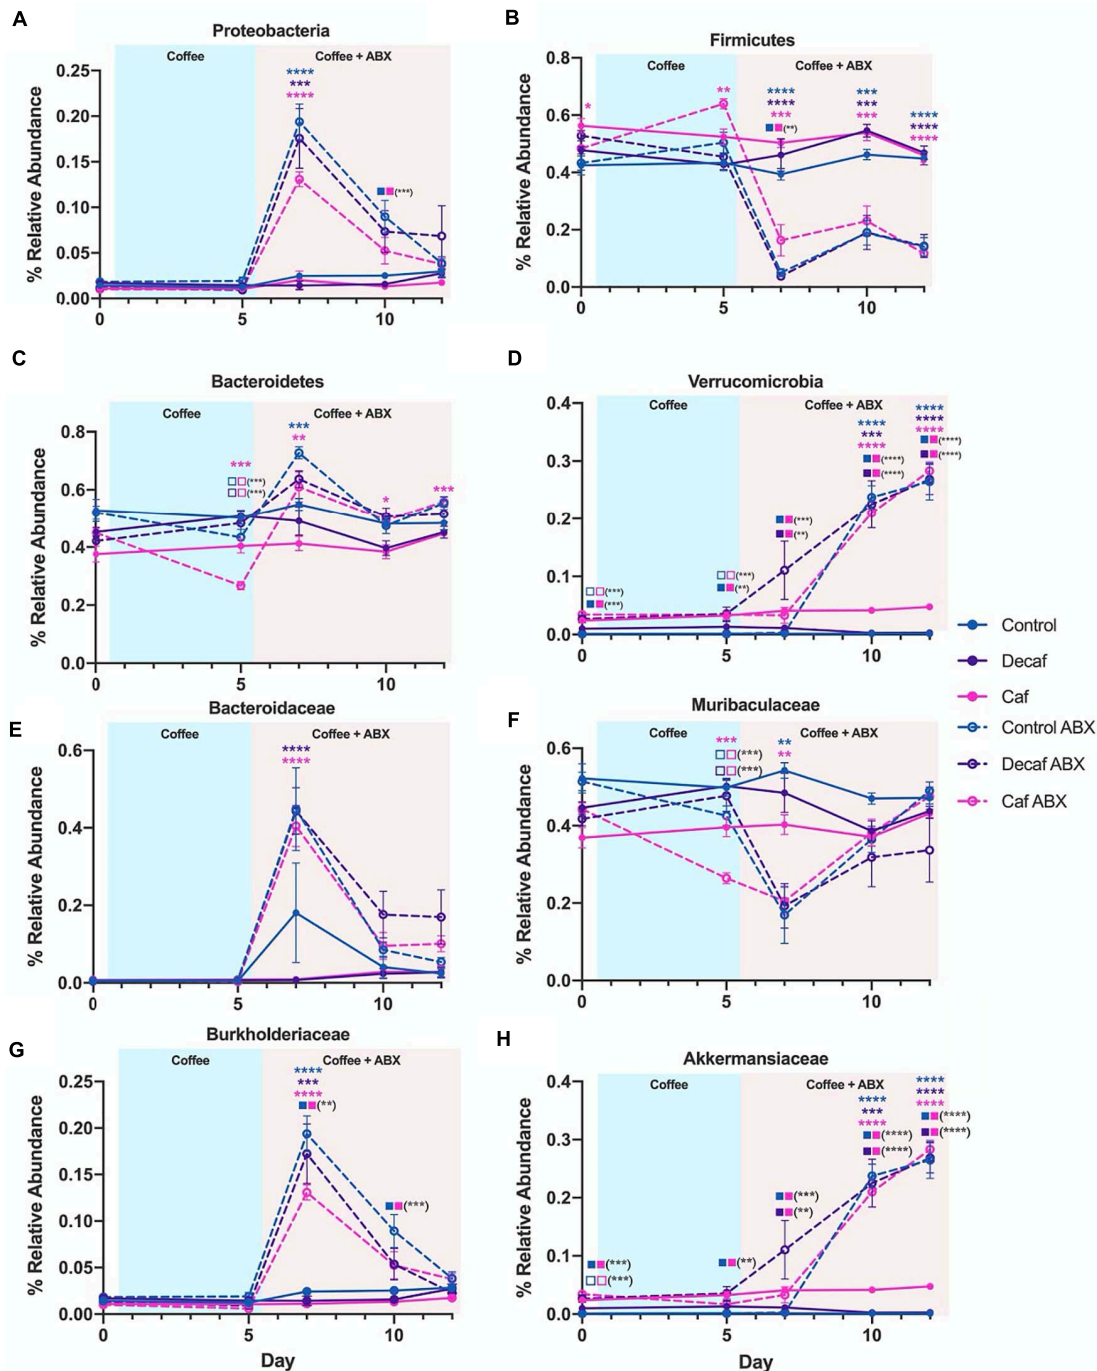 A
Proteobacteria
Coffee
Coffee + ABX
% Relative Abundance
0.25
0.20
0.15
0.10
0.05
0.00
0
5
10
****
***
****
(***)
B
Firmicutes
Coffee
Coffee + ABX
% Relative Abundance
0.8
0.6
0.4
0.2
0.0
0
5
10
*
**
****
****
***
(**)
***
***
***
****
****
****
C
Bacteroidetes
Coffee
Coffee + ABX
% Relative Abundance
0.8
0.6
0.4
0.2
0.0
0
5
10
***
(***)
(***)
***
**
*
***
D
Verrucomicrobia
Coffee
Coffee + ABX
% Relative Abundance
0.4
0.3
0.2
0.1
0.0
0
5
10
(***)
(***)
(***)
(**)
(***)
(**)
****
***
****
(****)
(****)
****
****
****
(****)
(****)
Control
Decaf
Caf
Control ABX
Decaf ABX
Caf ABX
E
Bacteroidaceae
Coffee
Coffee + ABX
% Relative Abundance
0.6
0.4
0.2
0.0
0
5
10
****
****
F
Muribaculaceae
Coffee
Coffee + ABX
% Relative Abundance
0.6
0.4
0.2
0.0
0
5
10
***
(***)
(***)
**
**
G
Burkholderiaceae
Coffee
Coffee + ABX
% Relative Abundance
0.25
0.20
0.15
0.10
0.05
0.00
0
5
10
Day
****
***
****
(**)
(***)
H
Akkermansiaceae
Coffee
Coffee + ABX
% Relative Abundance
0.4
0.3
0.2
0.1
0.0
0
5
10
Day
(***)
(***)
(**)
(***)
(**)
****
***
****
(****)
(****)
****
****
****
(****)
(****)